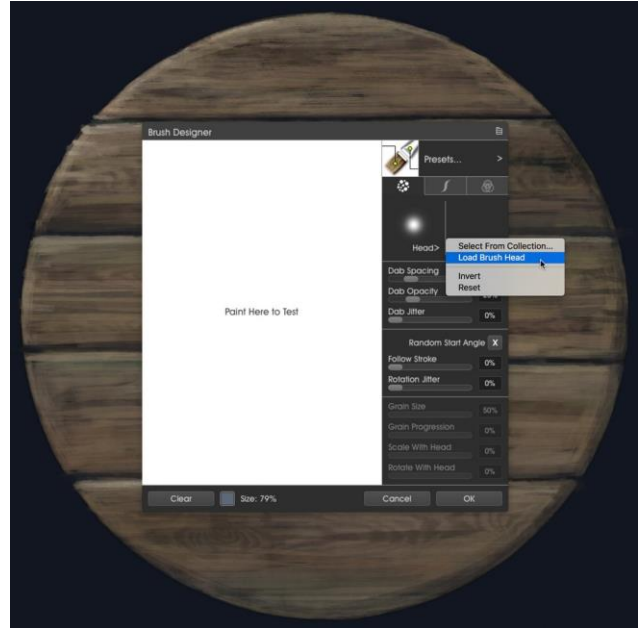 Brush Designer
Presets... >
Head>
Select From Collection...
Load Brush Head
Invert
Reset
Dab Spacing
Dab Opacity
Dab Jitter 0%
Paint Here to Test
Random Start Angle X
Follow Stroke 0%
Rotation Jitter 0%
Grain Size 50%
Grain Progression 0%
Scale With Head 0%
Rotate With Head 0%
Clear Size: 79% Cancel OK